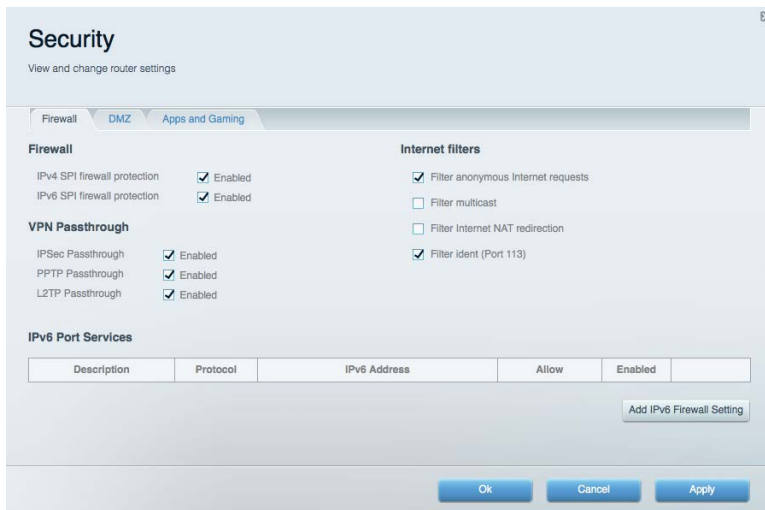 Security
View and change router settings
Firewall
DMZ
Apps and Gaming
Firewall
IPv4 SPI firewall protection
Enabled
IPv6 SPI firewall protection
Enabled
VPN Passthrough
IPSec Passthrough
Enabled
PPTP Passthrough
Enabled
L2TP Passthrough
Enabled
Internet filters
Filter anonymous Internet requests
Filter multicast
Filter Internet NAT redirection
Filter ident (Port 113)
IPv6 Port Services
Description
Protocol
IPv6 Address
Allow
Enabled
Add IPv6 Firewall Setting
Ok
Cancel
Apply